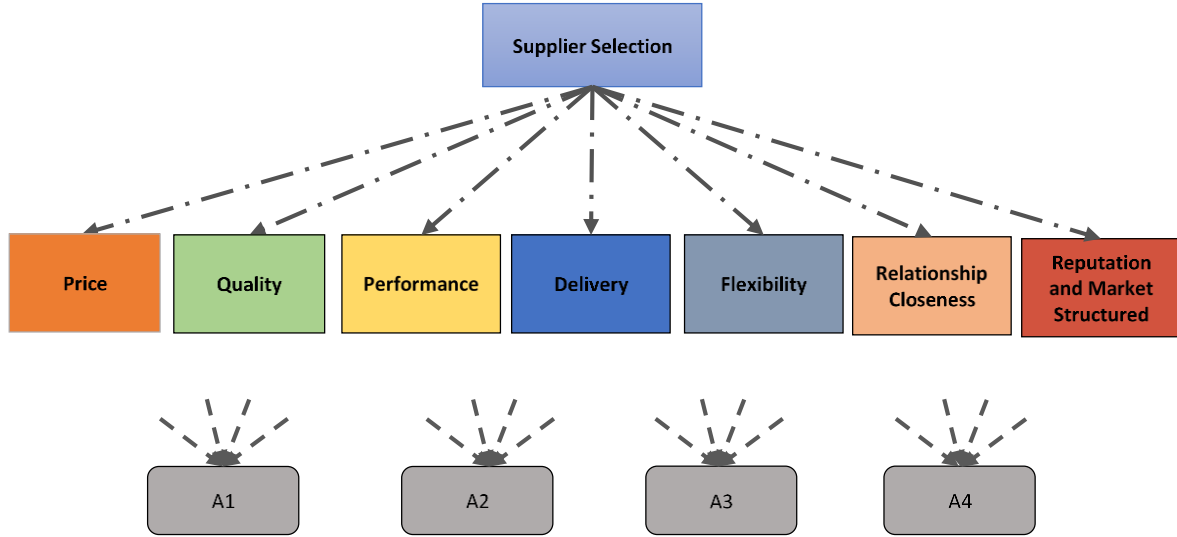 Supplier Selection
Price
Quality
Performance
Delivery
Flexibility
Relationship
Closeness
Reputation
and Market
Structured
A1
A2
A3
A4